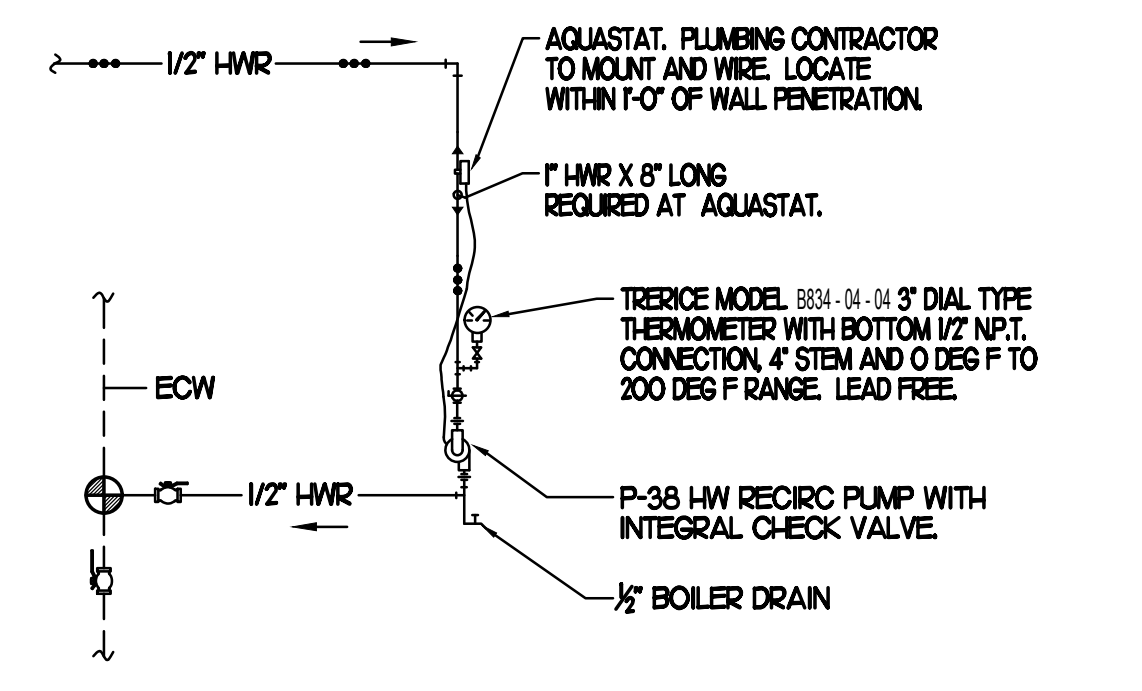 1/2" HWR
AQUASTAT. PLUMBING CONTRACTOR
TO MOUNT AND WIRE. LOCATE
WITHIN 1'-0" OF WALL PENETRATION.
1" HWR X 8" LONG
REQUIRED AT AQUASTAT.
TRERICE MODEL B834 - 04 - 04 3" DIAL TYPE
THERMOMETER WITH BOTTOM 1/2" N.P.T.
CONNECTION, 4" STEM AND 0 DEG F TO
200 DEG F RANGE. LEAD FREE.
ECW
1/2" HWR
P-38 HW RECIRC PUMP WITH
INTEGRAL CHECK VALVE.
½" BOILER DRAIN